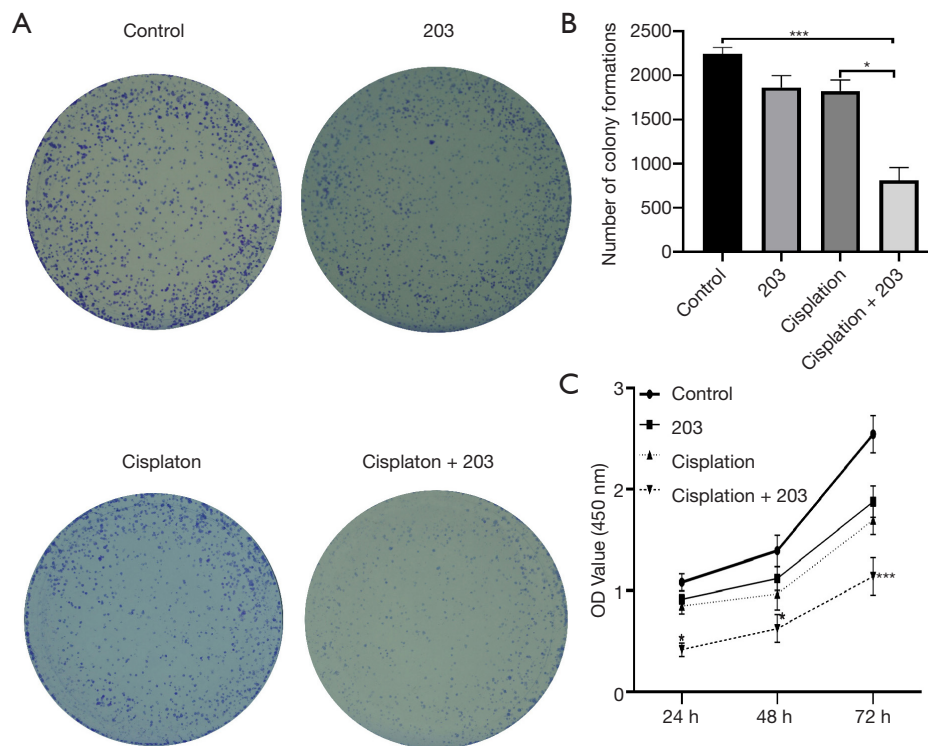 A
Control
203
Cisplaton
Cisplaton + 203
B
Number of colony formations
2500
2000
1500
1000
500
0
***
*
Control
203
Cisplation
Cisplation + 203
C
OD Value (450 nm)
3
2
1
0
Control
203
Cisplation
Cisplation + 203
*
*
***
24 h
48 h
72 h